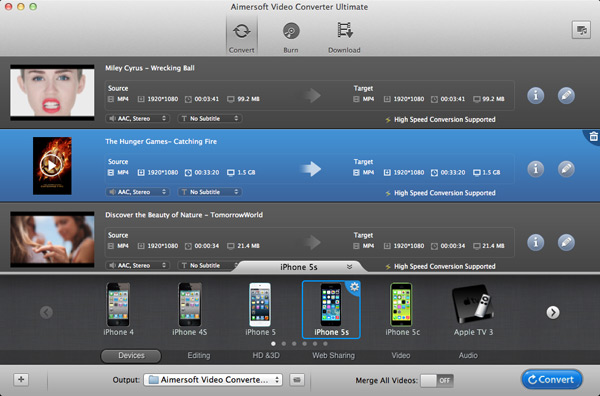 Aimersoft Video Converter Ultimate
Convert Burn Download
Miley Cyrus - Wrecking Ball
Source Target
MP4 1920*1080 00:03:41 99.2 MB MP4 1920*1080 00:03:41 99.2 MB
AAC, Stereo No Subtitle High Speed Conversion Supported
The Hunger Games- Catching Fire
Source Target
MP4 1920*1080 00:33:20 1.5 GB MP4 1920*1080 00:33:20 1.5 GB
AAC, Stereo No Subtitle High Speed Conversion Supported
Discover the Beauty of Nature - TomorrowWorld
Source Target
MP4 1920*1080 00:00:34 21.4 MB MP4 1920*1080 00:00:34 21.4 MB
AAC, Stereo No Subtitle High Speed Conversion Supported
iPhone 5s
iPhone 4 iPhone 4S iPhone 5 iPhone 5s iPhone 5c Apple TV 3
Devices Editing HD &3D Web Sharing Video Audio
Output: Aimersoft Video Converte... Merge All Videos: OFF Convert